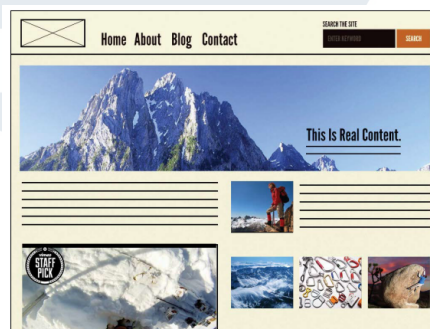 SEARCH THE SITE
Home About Blog Contact
ENTER KEYWORD
SEARCH
This Is Real Content.
STAFF
PICK